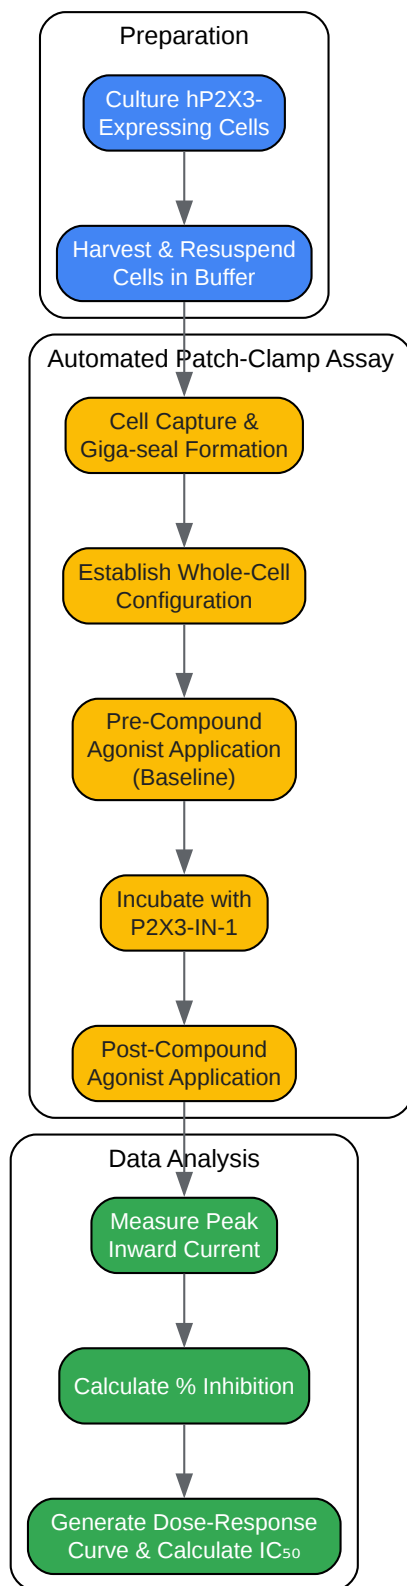 Preparation
Culture hP2X3-
Expressing Cells
Harvest & Resuspend
Cells in Buffer
Automated Patch-Clamp Assay
Cell Capture &
Giga-seal Formation
Establish Whole-Cell
Configuration
Pre-Compound
Agonist Application
(Baseline)
Incubate with
P2X3-IN-1
Post-Compound
Agonist Application
Data Analysis
Measure Peak
Inward Current
Calculate % Inhibition
Generate Dose-Response
Curve & Calculate IC₅₀